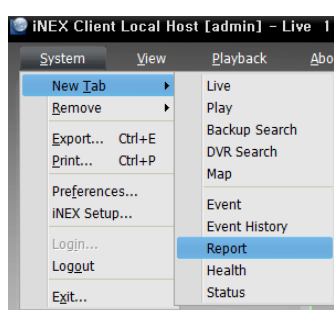 iNEX Client Local Host [admin] - Live 1
System View Playback Abo
New Tab
Remove
Export... Ctrl+E
Print... Ctrl+P
Preferences...
iNEX Setup...
Login...
Logout
Exit...
Live
Play
Backup Search
DVR Search
Map
Event
Event History
Report
Health
Status